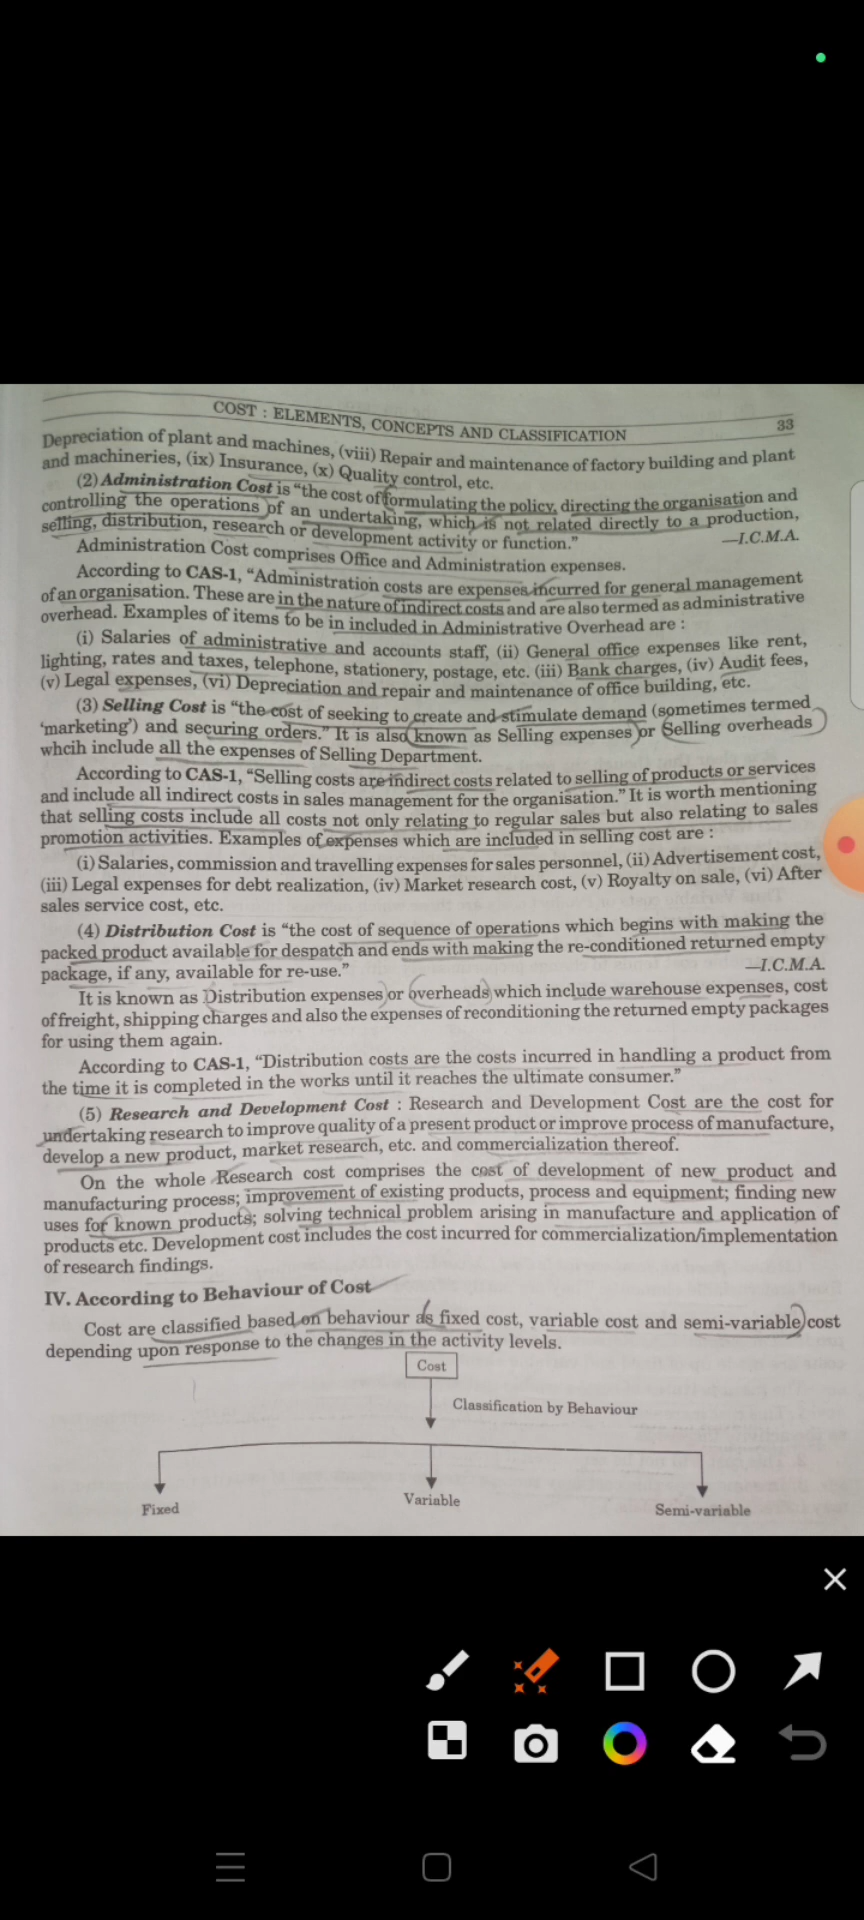 COST : ELEMENTS, CONCEPTS AND CLASSIFICATION 33
Depreciation of plant and machines, (viii) Repair and maintenance of factory building and plant
and machineries, (ix) Insurance, (x) Quality control, etc.
(2) Administration Cost is “the cost of formulating the policy, directing the organisation and
controlling the operations of an undertaking, which is not related directly to a production,
selling, distribution, research or development activity or function.” —I.C.M.A.
Administration Cost comprises Office and Administration expenses.
According to CAS-1, “Administration costs are expenses incurred for general management
of an organisation. These are in the nature of indirect costs and are also termed as administrative
overhead. Examples of items to be in included in Administrative Overhead are :
(i) Salaries of administrative and accounts staff, (ii) General office expenses like rent,
lighting, rates and taxes, telephone, stationery, postage, etc. (iii) Bank charges, (iv) Audit fees,
(v) Legal expenses, (vi) Depreciation and repair and maintenance of office building, etc.
(3) Selling Cost is “the cost of seeking to create and stimulate demand (sometimes termed
‘marketing’) and securing orders.” It is also known as Selling expenses or Selling overheads
whcih include all the expenses of Selling Department.
According to CAS-1, “Selling costs are indirect costs related to selling of products or services
and include all indirect costs in sales management for the organisation.” It is worth mentioning
that selling costs include all costs not only relating to regular sales but also relating to sales
promotion activities. Examples of expenses which are included in selling cost are :
(i) Salaries, commission and travelling expenses for sales personnel, (ii) Advertisement cost,
(iii) Legal expenses for debt realization, (iv) Market research cost, (v) Royalty on sale, (vi) After
sales service cost, etc.
(4) Distribution Cost is “the cost of sequence of operations which begins with making the
packed product available for despatch and ends with making the re-conditioned returned empty
package, if any, available for re-use.” —I.C.M.A.
It is known as Distribution expenses or overheads which include warehouse expenses, cost
of freight, shipping charges and also the expenses of reconditioning the returned empty packages
for using them again.
According to CAS-1, “Distribution costs are the costs incurred in handling a product from
the time it is completed in the works until it reaches the ultimate consumer.”
(5) Research and Development Cost : Research and Development Cost are the cost for
undertaking research to improve quality of a present product or improve process of manufacture,
develop a new product, market research, etc. and commercialization thereof.
On the whole Research cost comprises the cost of development of new product and
manufacturing process; improvement of existing products, process and equipment; finding new
uses for known products; solving technical problem arising in manufacture and application of
products etc. Development cost includes the cost incurred for commercialization/implementation
of research findings.
IV. According to Behaviour of Cost
Cost are classified based on behaviour as fixed cost, variable cost and semi-variable cost
depending upon response to the changes in the activity levels.
Cost
Classification by Behaviour
Fixed Variable Semi-variable